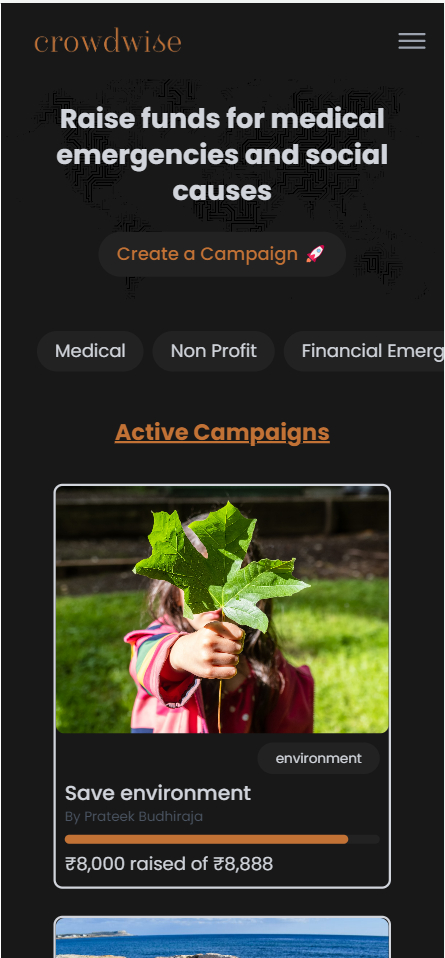 crowdwise
Raise funds for medical
emergencies and social
causes
Create a Campaign 🚀
Medical
Non Profit
Financial Emerg
Active Campaigns
environment
Save environment
By Prateek Budhiraja
₹8,000 raised of ₹8,888